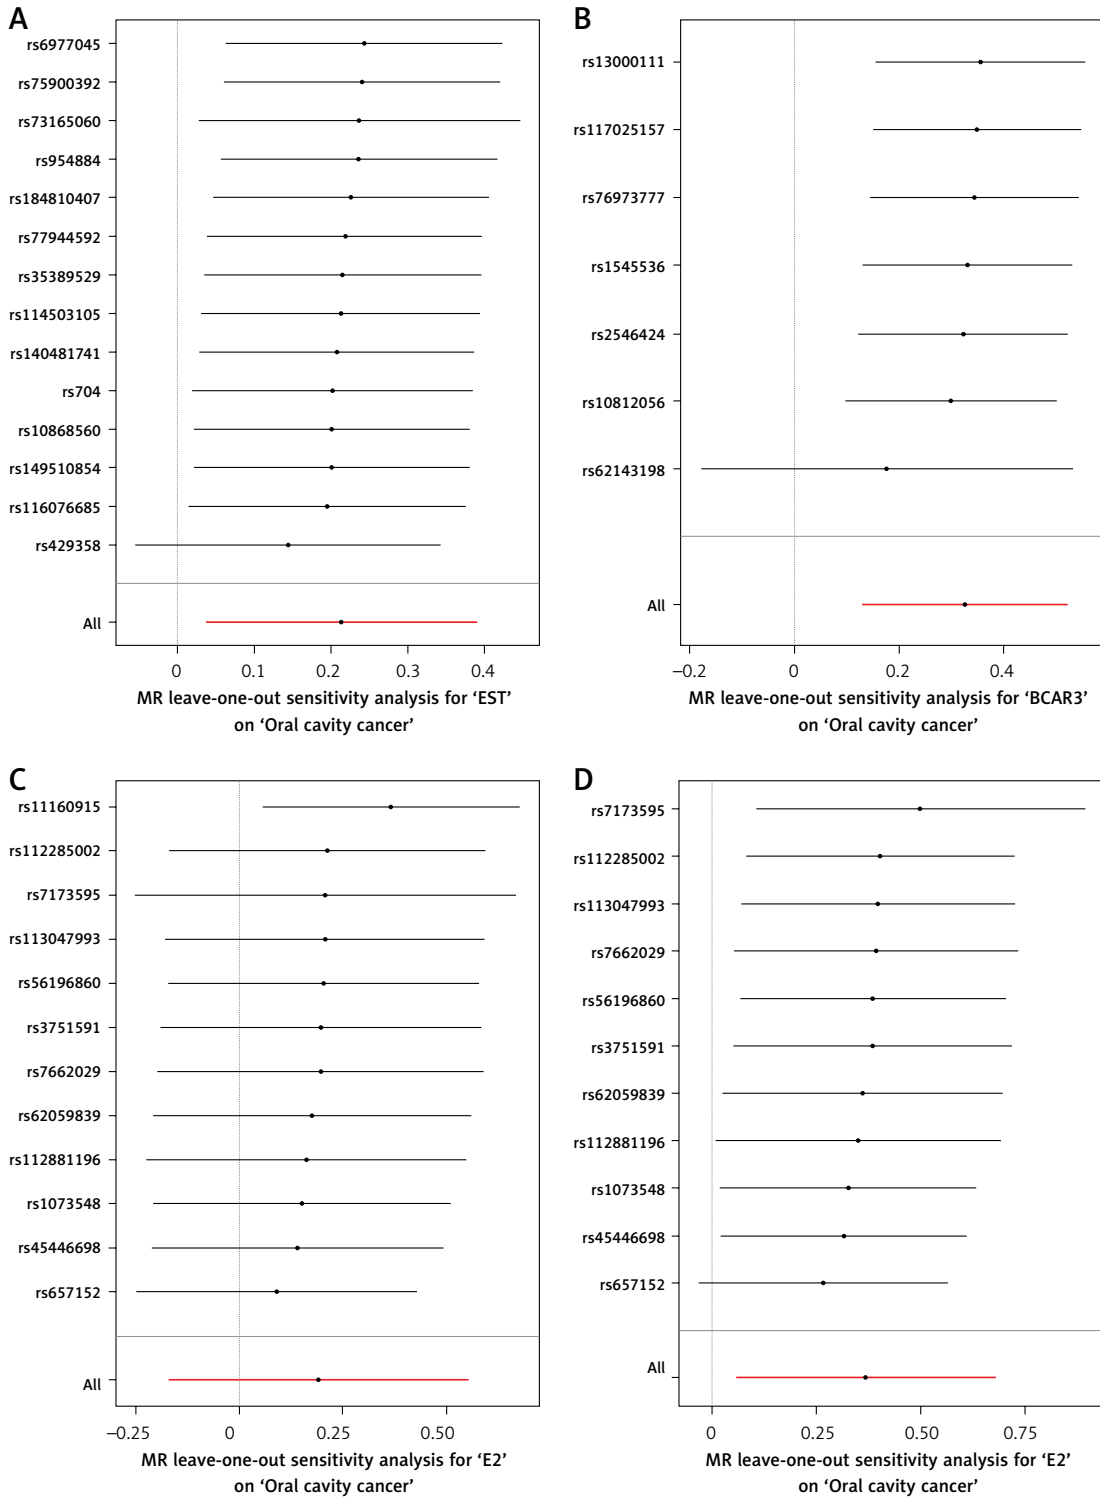 A
rs6977045
rs75900392
rs73165060
rs954884
rs184810407
rs77944592
rs35389529
rs114503105
rs140481741
rs704
rs10868560
rs149510854
rs116076685
rs429358
All
0 0.1 0.2 0.3 0.4
MR leave-one-out sensitivity analysis for ‘EST’
on ‘Oral cavity cancer’
B
rs13000111
rs117025157
rs76973777
rs1545536
rs2546424
rs10812056
rs62143198
All
−0.2 0 0.2 0.4
MR leave-one-out sensitivity analysis for ‘BCAR3’
on ‘Oral cavity cancer’
C
rs11160915
rs112285002
rs7173595
rs113047993
rs56196860
rs3751591
rs7662029
rs62059839
rs112881196
rs1073548
rs45446698
rs657152
All
−0.25 0 0.25 0.50
MR leave-one-out sensitivity analysis for ‘E2’
on ‘Oral cavity cancer’
D
rs7173595
rs112285002
rs113047993
rs7662029
rs56196860
rs3751591
rs62059839
rs112881196
rs1073548
rs45446698
rs657152
All
0 0.25 0.50 0.75
MR leave-one-out sensitivity analysis for ‘E2’
on ‘Oral cavity cancer’